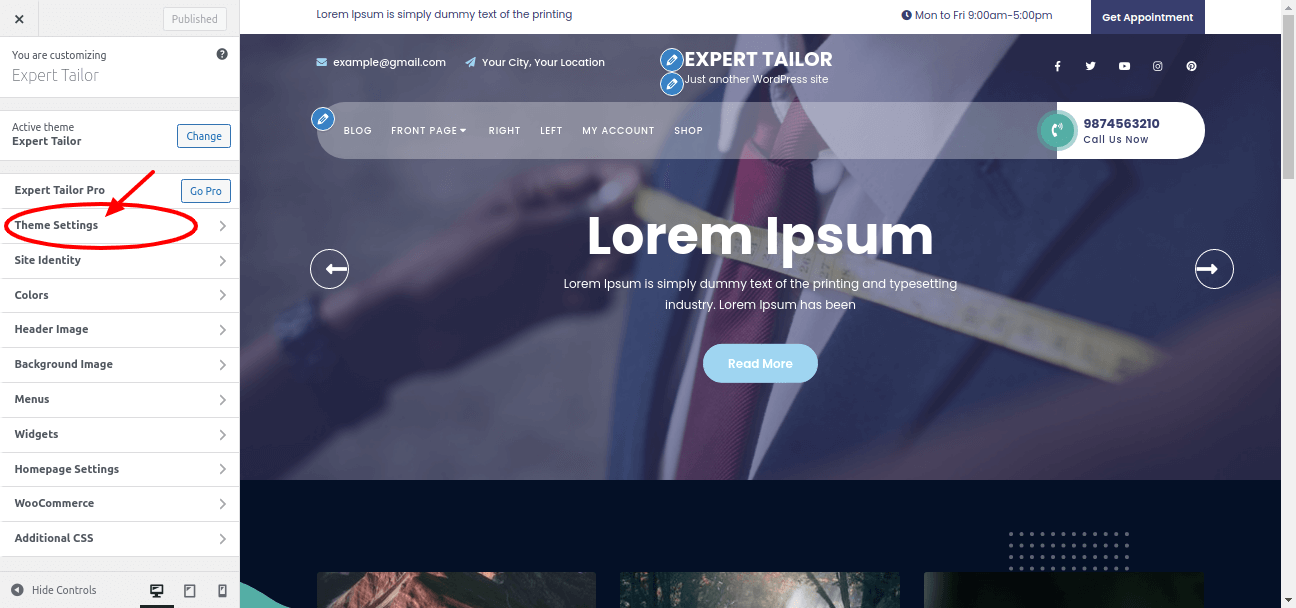 Published
You are customizing
Expert Tailor
Active theme
Expert Tailor
Change
Expert Tailor Pro
Go Pro
Theme Settings
Site Identity
Colors
Header Image
Background Image
Menus
Widgets
Homepage Settings
WooCommerce
Additional CSS
Hide Controls
Lorem Ipsum is simply dummy text of the printing
Mon to Fri 9:00am-5:00pm
Get Appointment
example@gmail.com
Your City, Your Location
EXPERT TAILOR
Just another WordPress site
BLOG FRONT PAGE RIGHT LEFT MY ACCOUNT SHOP
9874563210
Call Us Now
Lorem Ipsum
Lorem Ipsum is simply dummy text of the printing and typesetting
industry. Lorem Ipsum has been
Read More